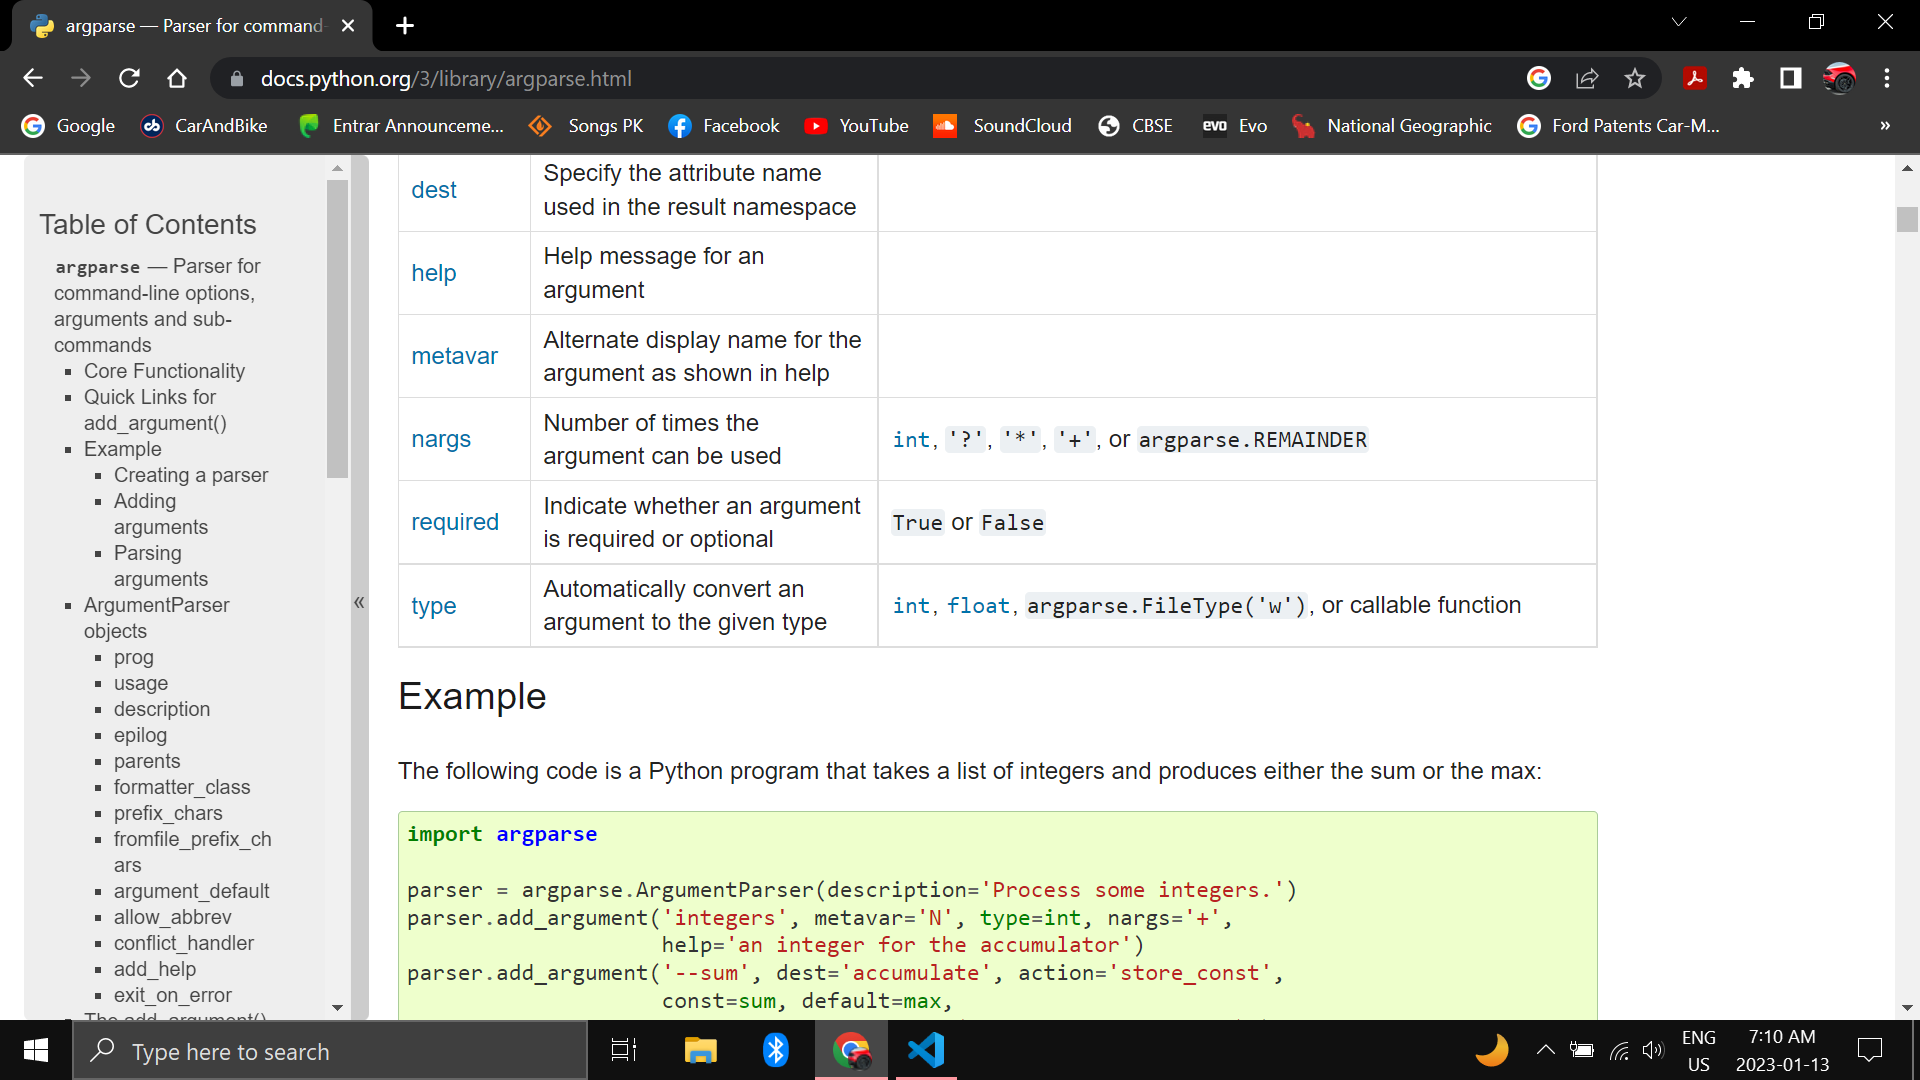 argparse — Parser for command-
docs.python.org/3/library/argparse.html
Google CarAndBike Entrar Announceme... Songs PK Facebook YouTube SoundCloud CBSE evo Evo National Geographic Ford Patents Car-M... »
Table of Contents
argparse — Parser for
command-line options,
arguments and sub-
commands
Core Functionality
Quick Links for
add_argument()
Example
Creating a parser
Adding
arguments
Parsing
arguments
ArgumentParser
objects
prog
usage
description
epilog
parents
formatter_class
prefix_chars
fromfile_prefix_ch
ars
argument_default
allow_abbrev
conflict_handler
add_help
exit_on_error
The add_argument()
«
dest Specify the attribute name
used in the result namespace
help Help message for an
argument
metavar Alternate display name for the
argument as shown in help
nargs Number of times the
argument can be used int, '?', '*', '+', or argparse.REMAINDER
required Indicate whether an argument
is required or optional True or False
type Automatically convert an
argument to the given type int, float, argparse.FileType('w'), or callable function
Example
The following code is a Python program that takes a list of integers and produces either the sum or the max:
import argparse
parser = argparse.ArgumentParser(description='Process some integers.')
parser.add_argument('integers', metavar='N', type=int, nargs='+',
help='an integer for the accumulator')
parser.add_argument('--sum', dest='accumulate', action='store_const',
const=sum, default=max,
Type here to search
ENG
US
7:10 AM
2023-01-13